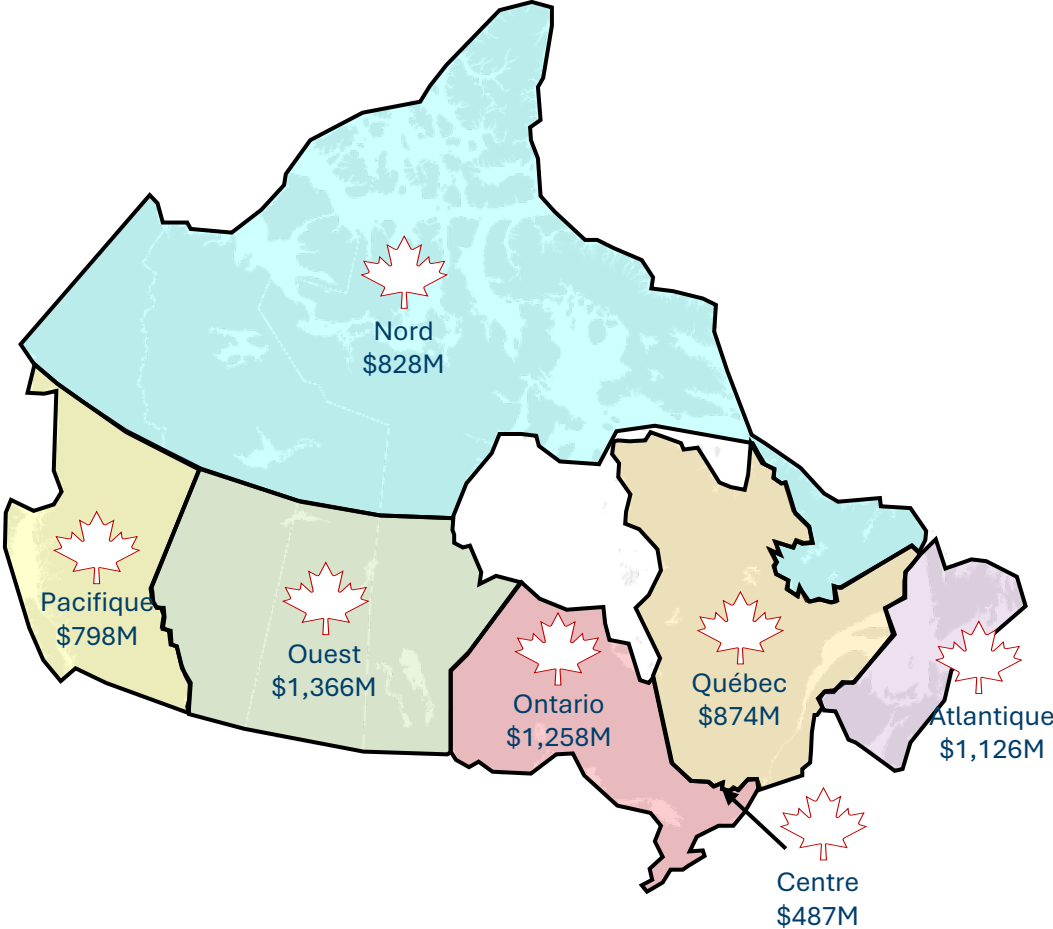 Nord
$828M
Pacifique
$798M
Ouest
$1,366M
Ontario
$1,258M
Québec
$874M
Atlantique
$1,126M
Centre
$487M